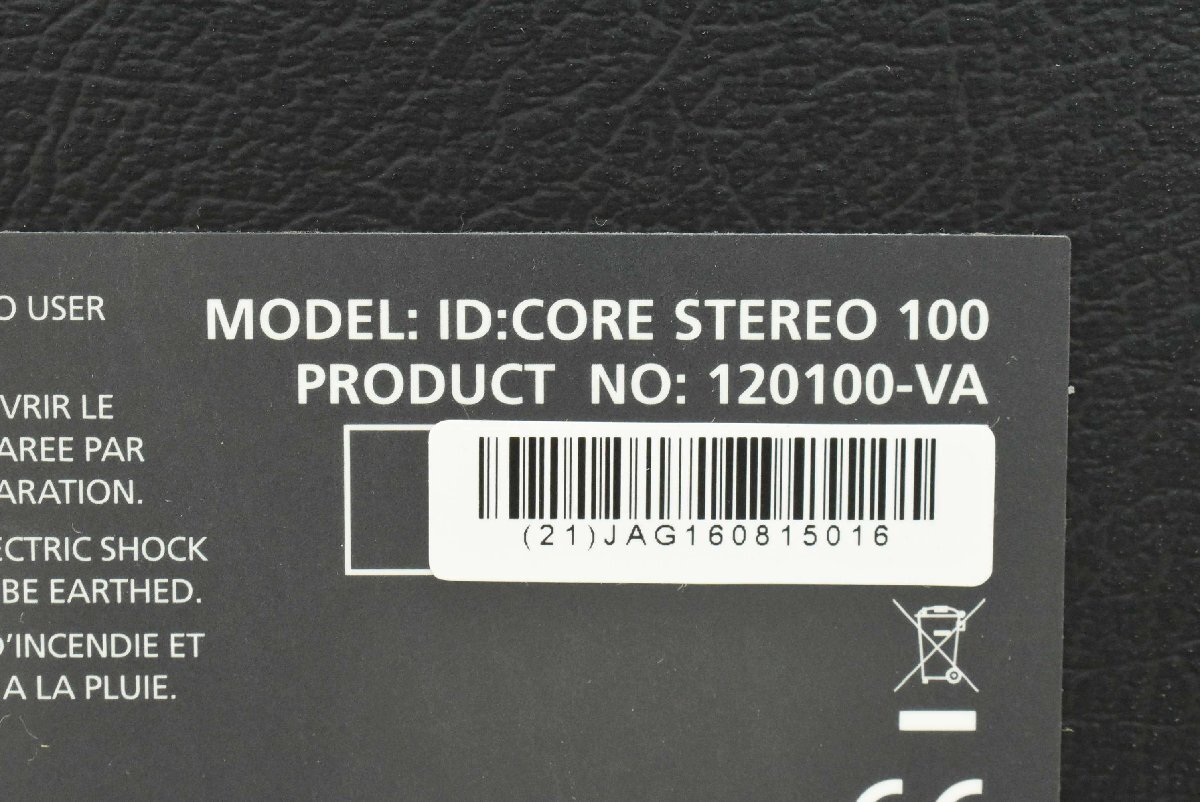 O USER
VRIR LE
AREE PAR
ARATION.
ECTRIC SHOCK
BE EARTHED.
D'INCENDIE ET
A LA PLUIE.
MODEL: ID:CORE STEREO 100
PRODUCT NO: 120100-VA
(21)JAG160815016